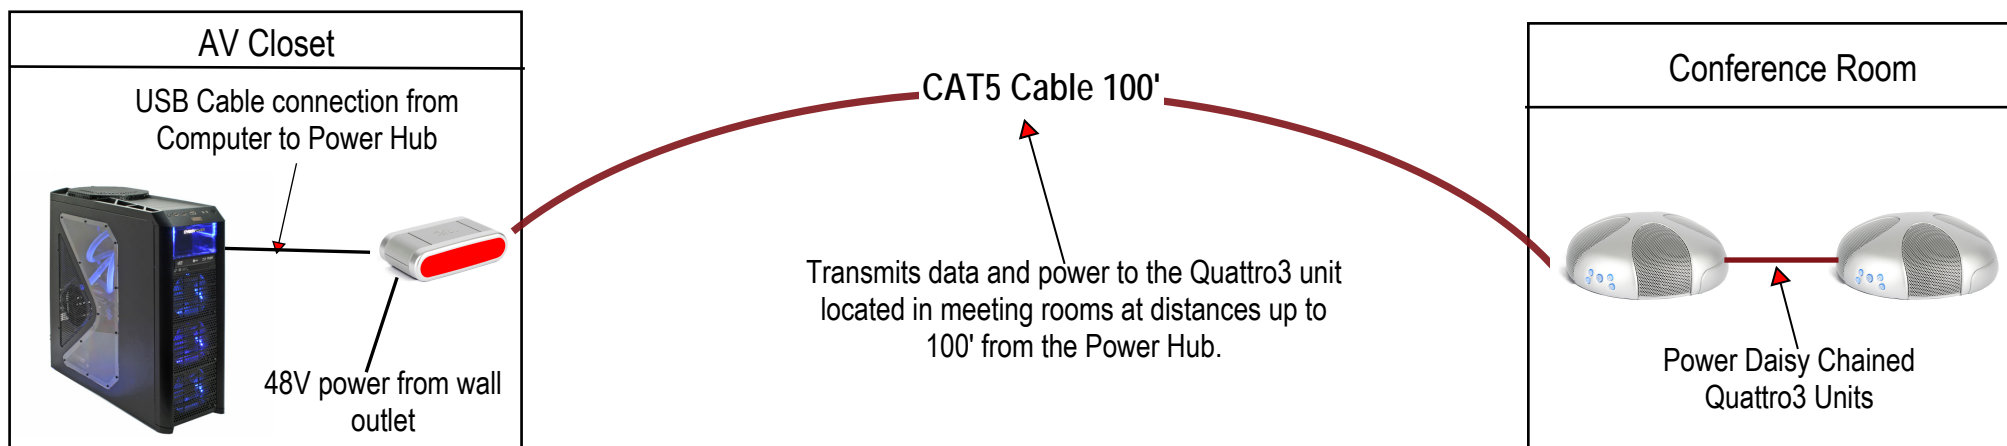 AV Closet
USB Cable connection from
Computer to Power Hub
48V power from wall
outlet
CAT5 Cable 100'
Transmits data and power to the Quattro3 unit
located in meeting rooms at distances up to
100' from the Power Hub.
Conference Room
Power Daisy Chained
Quattro3 Units